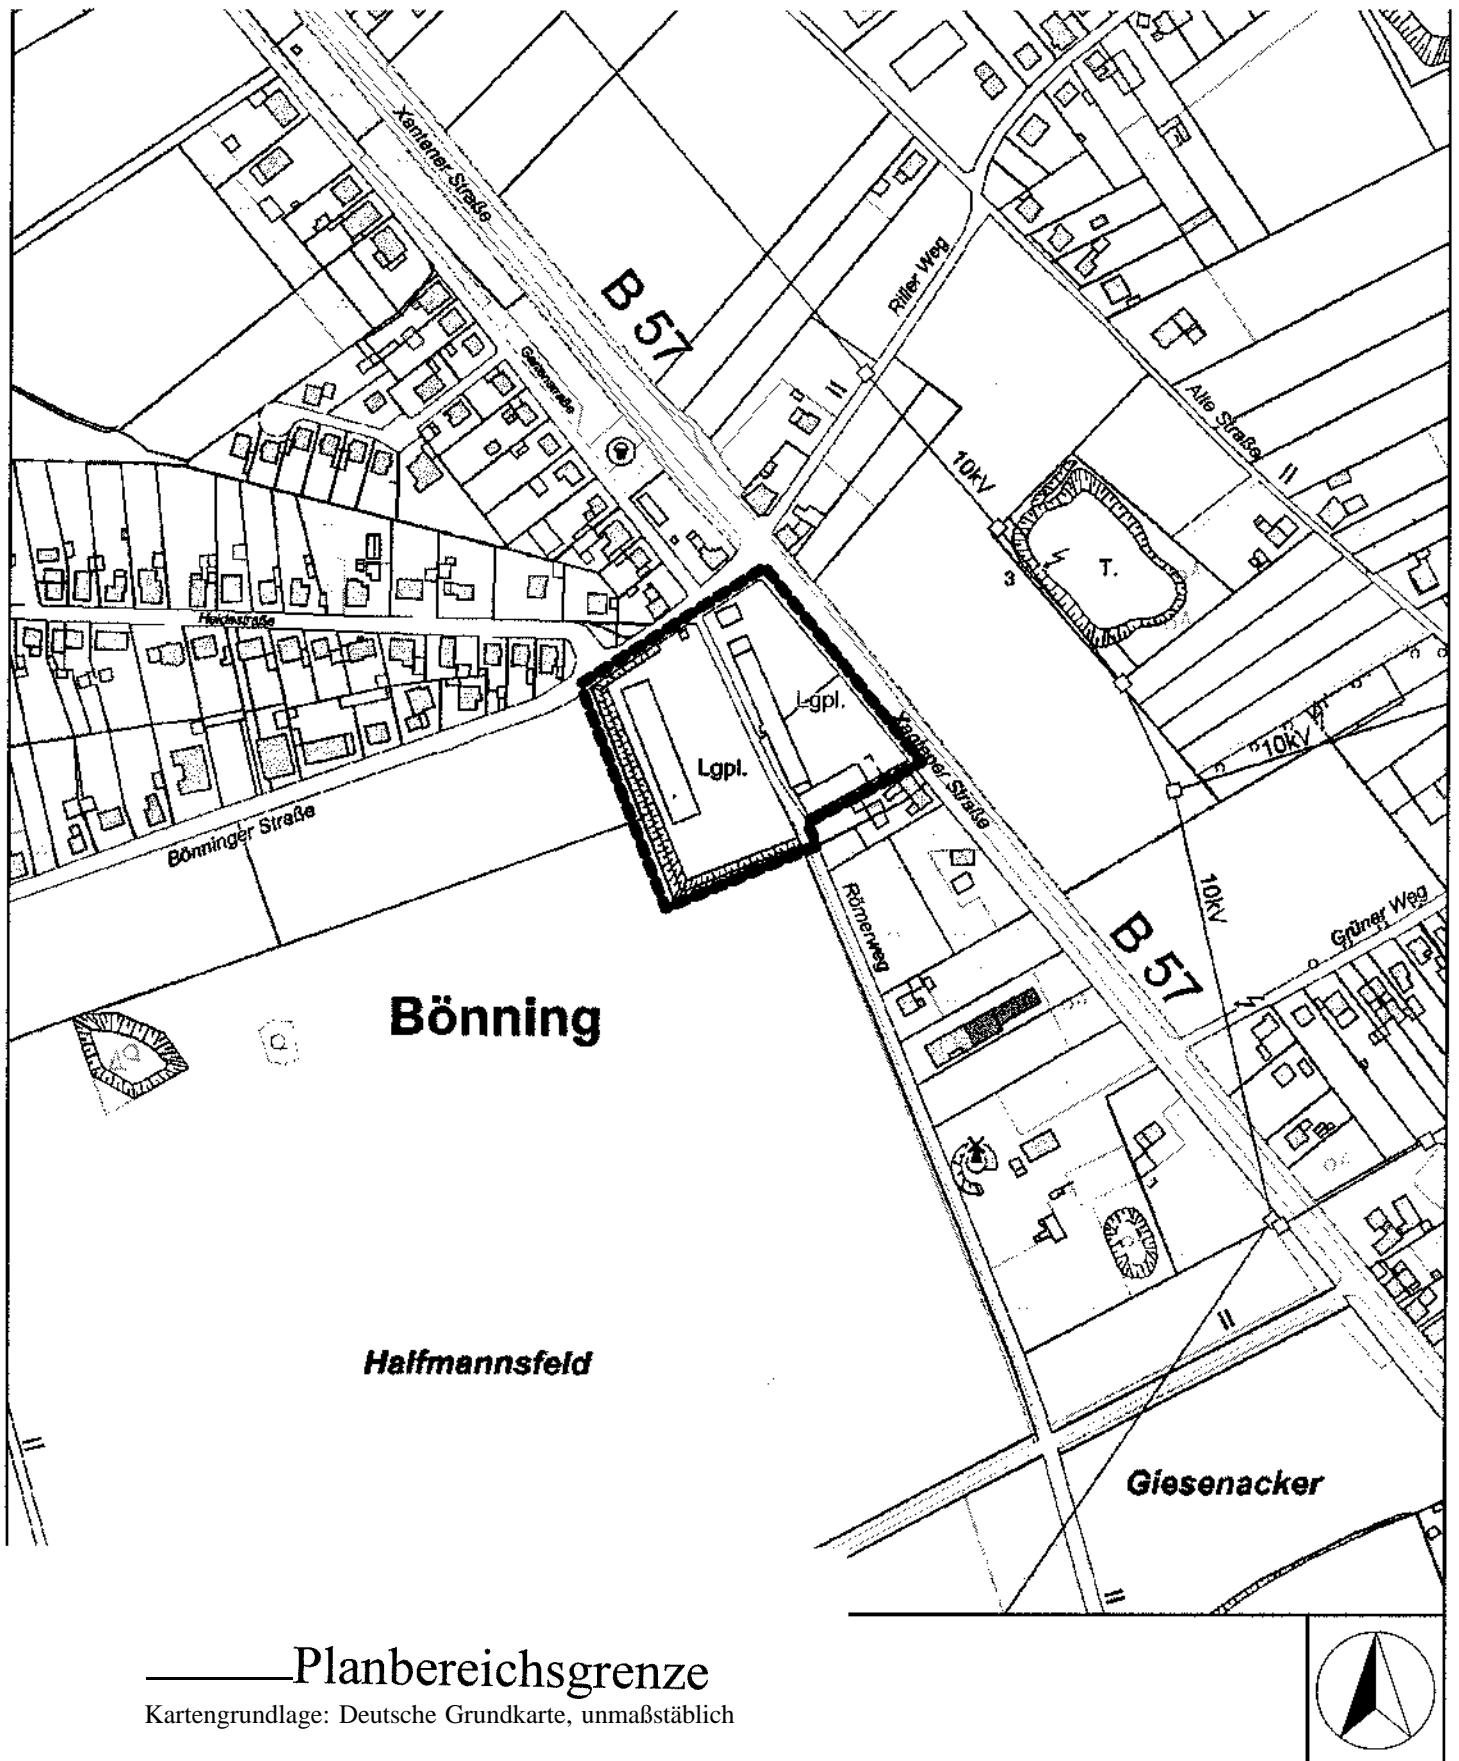 Xantener Straße
B 57
Riller Weg
Gartenstraße
Alte Straße
10kV
T.
3
Heidestraße
Lgpl.
Lgpl.
Xantener Straße
10kV
Bönninger Straße
Römerweg
10kV
Grüner Weg
B 57
Bönning
Halfmannsfeld
Giesenacker
Planbereichsgrenze
Kartengrundlage: Deutsche Grundkarte, unmaßstäblich